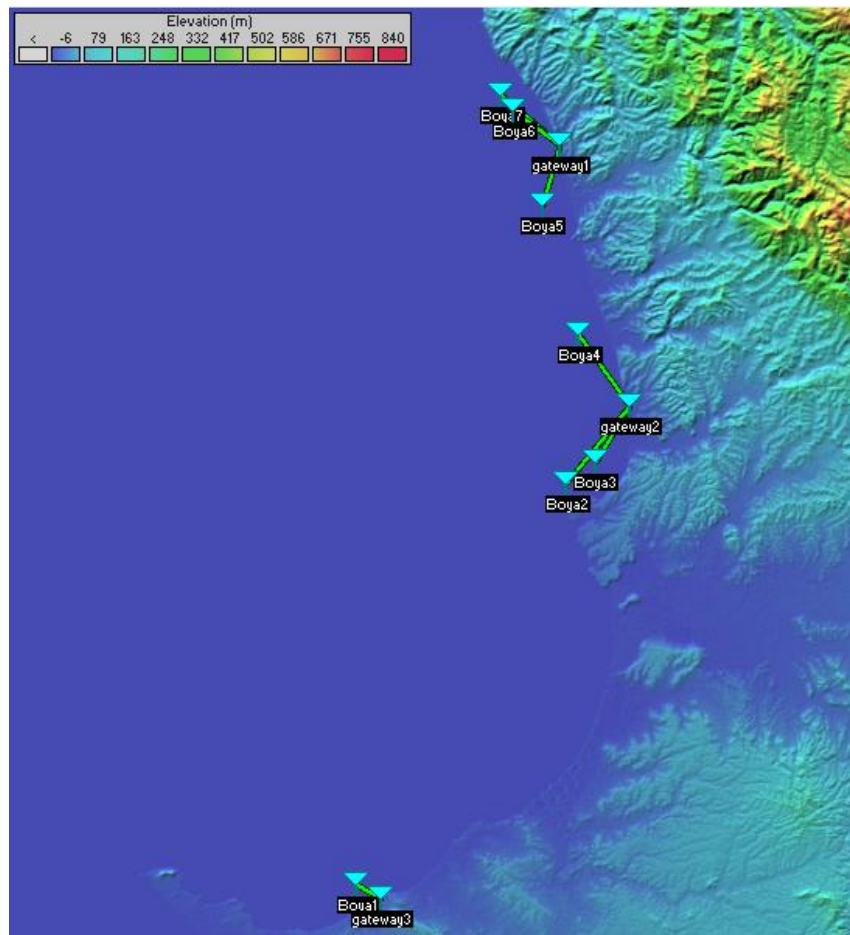 Elevation (m)
< -6 79 163 248 332 417 502 586 671 755 840
Boya7
Boya6
gateway1
Boya5
Boya4
gateway2
Boya3
Boya2
Boya1
gateway3